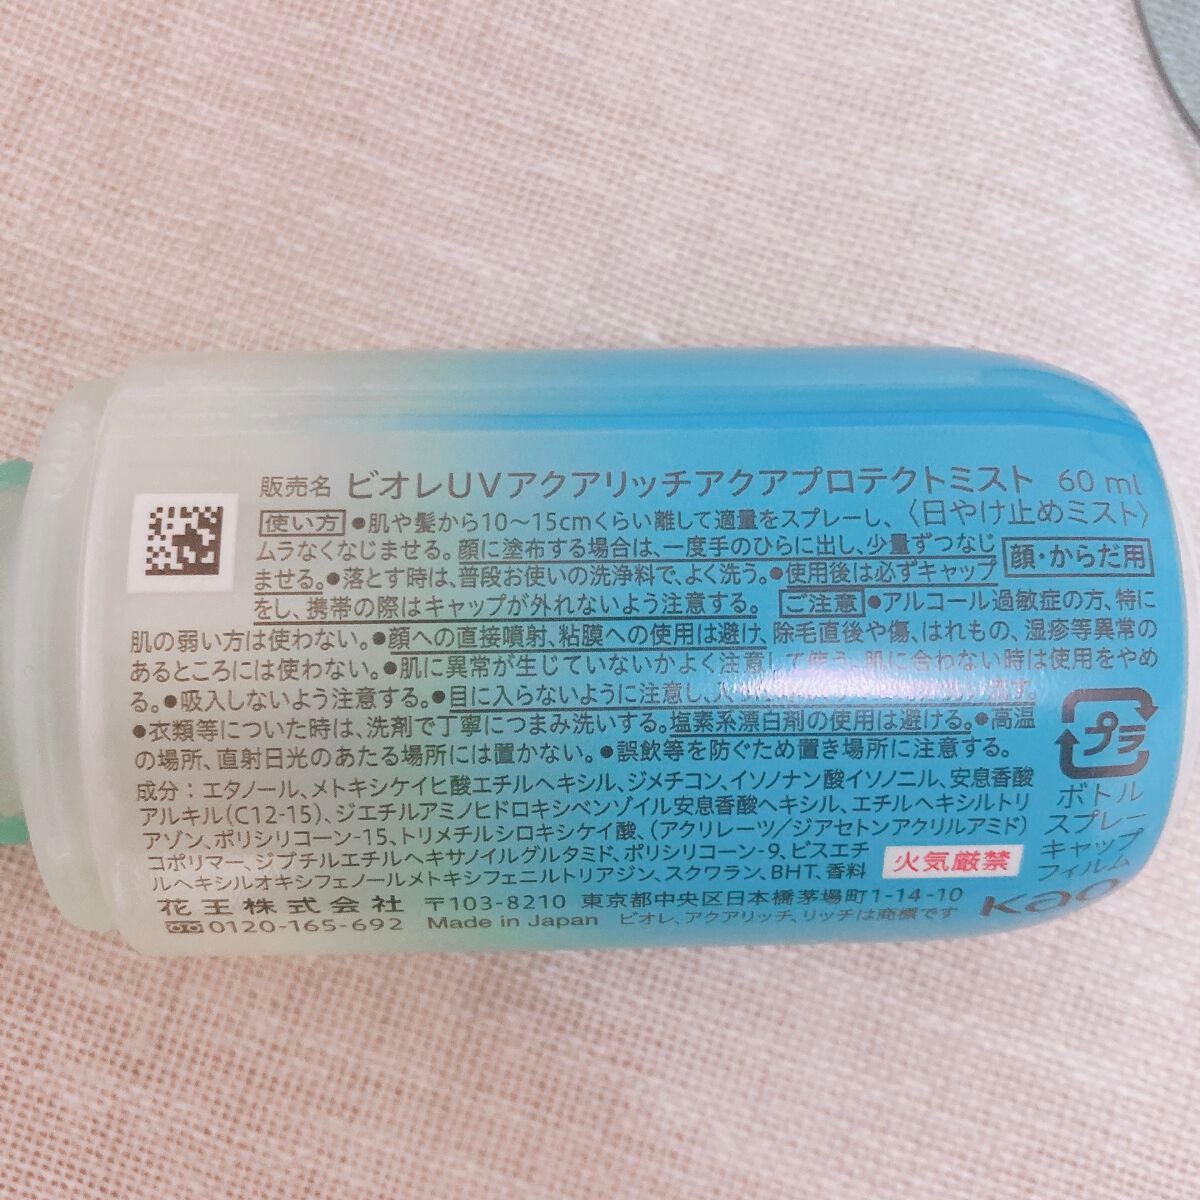 販売名 ビオレUVアクアリッチアクアプロテクトミスト 60ml
使い方 ●肌や髪から10〜15cmくらい離して適量をスプレーし、〈日やけ止めミスト〉
ムラなくなじませる。顔に塗布する場合は、一度手のひらに出し、少量ずつなじ
ませる。●落とす時は、普段お使いの洗浄料で、よく洗う。●使用後は必ずキャップ
顔・からだ用
をし、携帯の際はキャップが外れないよう注意する。 ご注意 ●アルコール過敏症の方、特に
肌の弱い方は使わない。●顔への直接噴射、粘膜への使用は避け、除毛直後や傷、はれもの、湿疹等異常の
あるところには使わない。●肌に異常が生じていないかよく注意して使う。肌に合わない時は使用をやめ
る。●吸入しないよう注意する。●目に入らないように注意し、
●衣類等についた時は、洗剤で丁寧につまみ洗いする。塩素系漂白剤の使用は避ける。●高温
の場所、直射日光のあたる場所には置かない。●誤飲等を防ぐため置き場所に注意する。
成分：エタノール、メトキシケイヒ酸エチルヘキシル、ジメチコン、イソノナン酸イソノニル、安息香酸
アルキル(C12-15)、ジエチルアミノヒドロキシベンゾイル安息香酸ヘキシル、エチルヘキシルトリ
アゾン、ポリシリコーン-15、トリメチルシロキシケイ酸、(アクリレーツ／ジアセトンアクリルアミド)
コポリマー、ジブチルエチルヘキサノイルグルタミド、ポリシリコーン-9、ビスエチ
ルヘキシルオキシフェノールメトキシフェニルトリアジン、スクワラン、BHT、香料
火気厳禁
プラ
ボトル
スプレー
キャップ
フィルム
花王株式会社 〒103-8210 東京都中央区日本橋茅場町1-14-10
0120-165-692 Made in Japan ビオレ、アクアリッチ、リッチは商標です
Kao